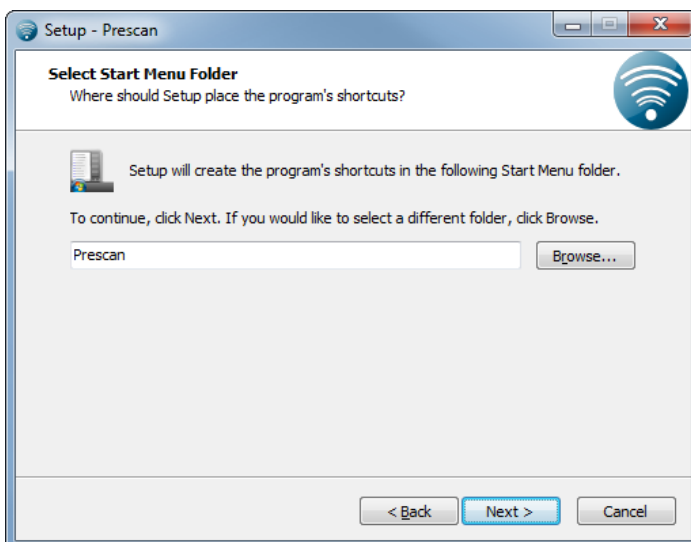 Setup - Prescan
Select Start Menu Folder
Where should Setup place the program's shortcuts?
Setup will create the program's shortcuts in the following Start Menu folder.
To continue, click Next. If you would like to select a different folder, click Browse.
Prescan
Browse...
< Back
Next >
Cancel